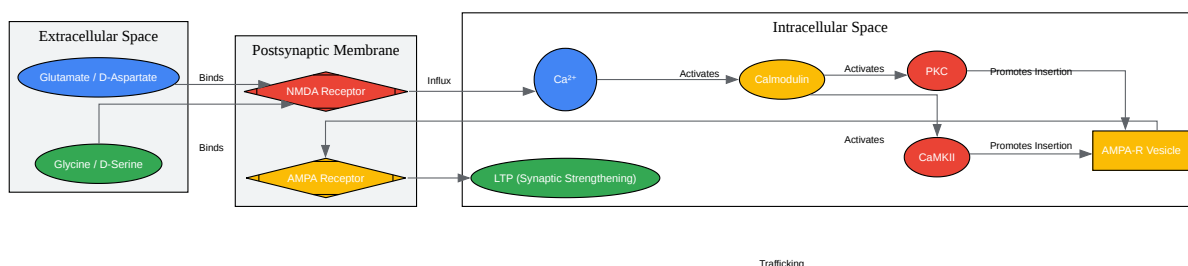 Extracellular Space
Postsynaptic Membrane
Intracellular Space
Glutamate / D-Aspartate
Binds
NMDA Receptor
Influx
Ca²⁺
Activates
Calmodulin
Activates
PKC
Promotes Insertion
Glycine / D-Serine
Binds
AMPA Receptor
LTP (Synaptic Strengthening)
Activates
CaMKII
Promotes Insertion
AMPA-R Vesicle
Trafficking